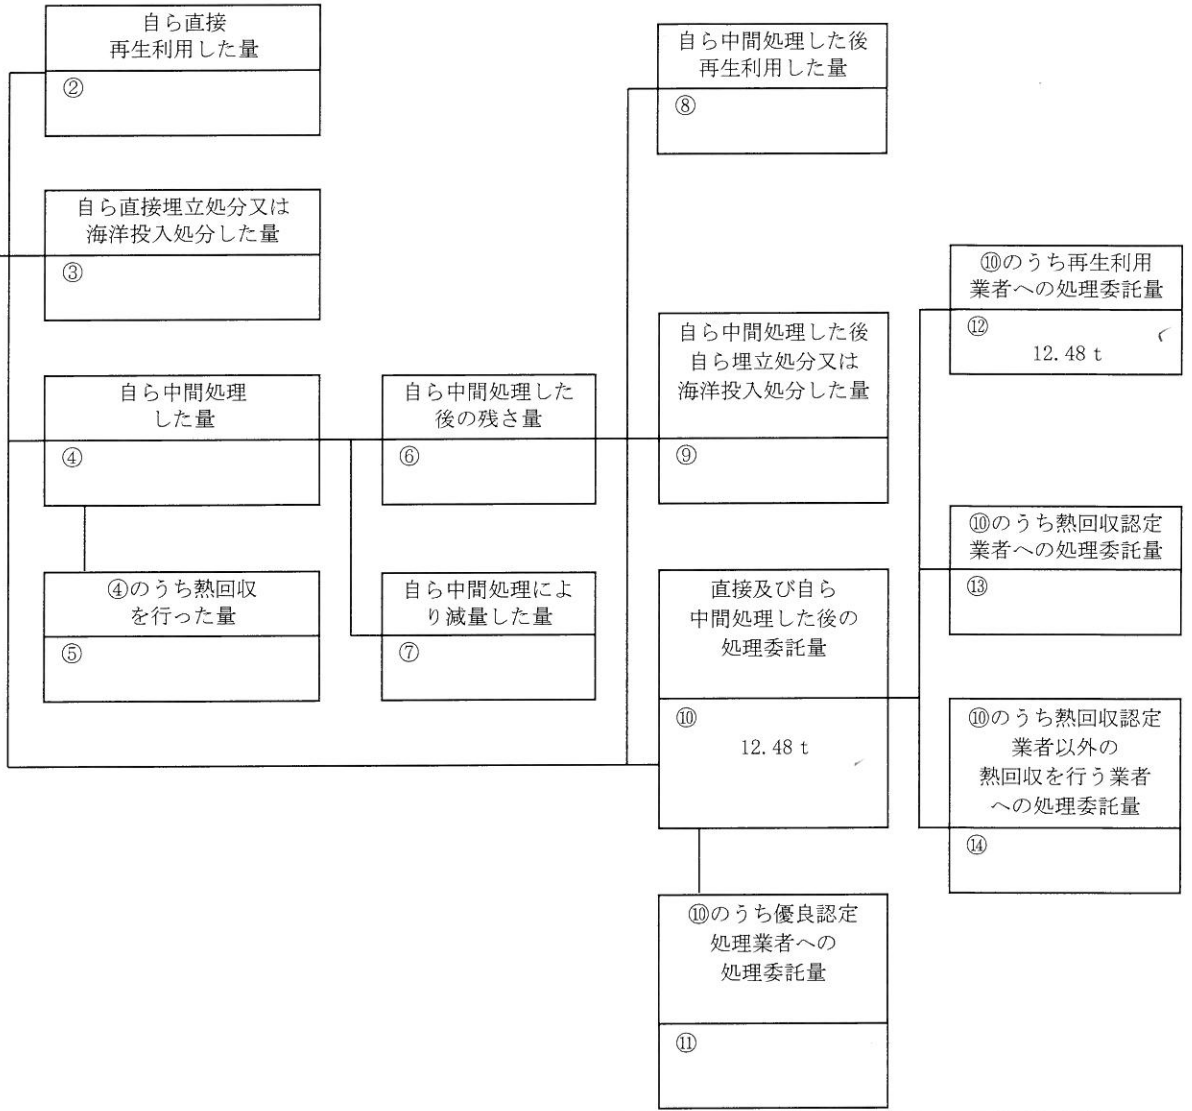 自ら直接
再生利用した量
②
自ら直接埋立処分又は
海洋投入処分した量
③
自ら中間処理
した量
④
④のうち熱回収
を行った量
⑤
自ら中間処理した
後の残さ量
⑥
自ら中間処理によ
り減量した量
⑦
自ら中間処理した後
再生利用した量
⑧
自ら中間処理した後
自ら埋立処分又は
海洋投入処分した量
⑨
直接及び自ら
中間処理した後の
処理委託量
⑩
12.48 t
⑩のうち優良認定
処理業者への
処理委託量
⑪
⑩のうち再生利用
業者への処理委託量
⑫
12.48 t
⑩のうち熱回収認定
業者への処理委託量
⑬
⑩のうち熱回収認定
業者以外の
熱回収を行う業者
への処理委託量
⑭